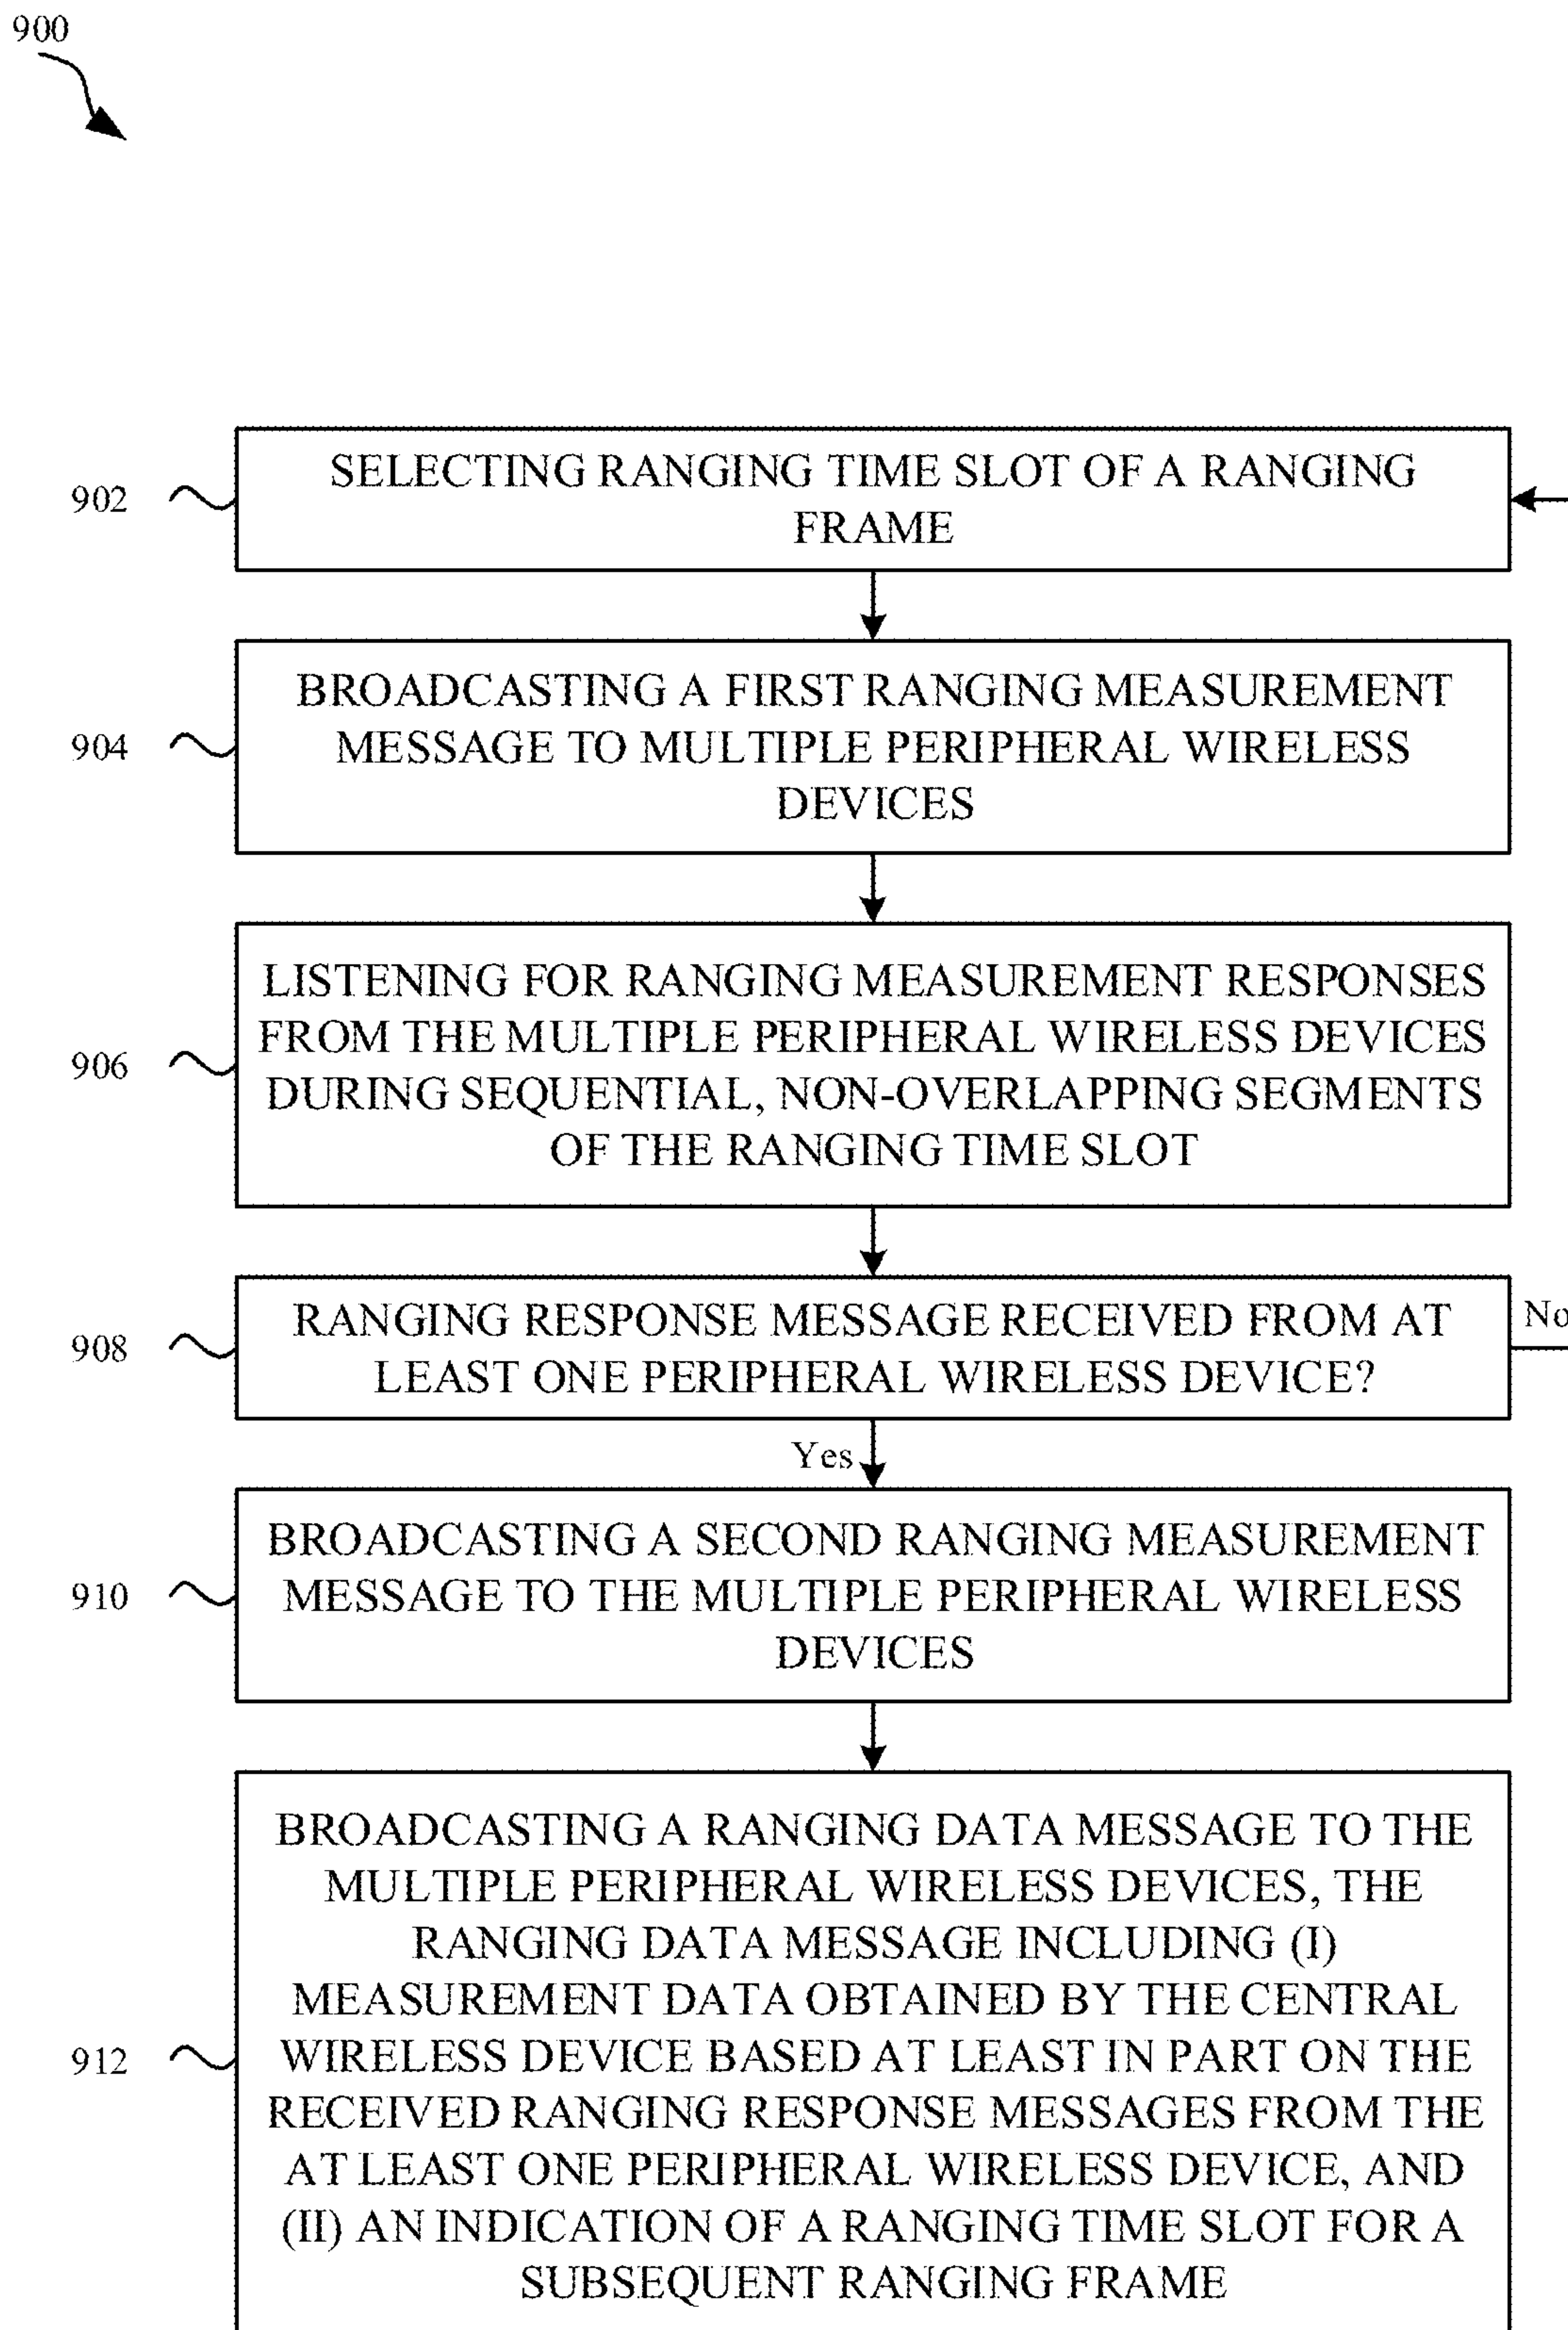 900
902
SELECTING RANGING TIME SLOT OF A RANGING
FRAME
904
BROADCASTING A FIRST RANGING MEASUREMENT
MESSAGE TO MULTIPLE PERIPHERAL WIRELESS
DEVICES
906
LISTENING FOR RANGING MEASUREMENT RESPONSES
FROM THE MULTIPLE PERIPHERAL WIRELESS DEVICES
DURING SEQUENTIAL, NON-OVERLAPPING SEGMENTS
OF THE RANGING TIME SLOT
908
RANGING RESPONSE MESSAGE RECEIVED FROM AT
LEAST ONE PERIPHERAL WIRELESS DEVICE?
No
Yes
910
BROADCASTING A SECOND RANGING MEASUREMENT
MESSAGE TO THE MULTIPLE PERIPHERAL WIRELESS
DEVICES
912
BROADCASTING A RANGING DATA MESSAGE TO THE
MULTIPLE PERIPHERAL WIRELESS DEVICES, THE
RANGING DATA MESSAGE INCLUDING (I)
MEASUREMENT DATA OBTAINED BY THE CENTRAL
WIRELESS DEVICE BASED AT LEAST IN PART ON THE
RECEIVED RANGING RESPONSE MESSAGES FROM THE
AT LEAST ONE PERIPHERAL WIRELESS DEVICE, AND
(II) AN INDICATION OF A RANGING TIME SLOT FOR A
SUBSEQUENT RANGING FRAME